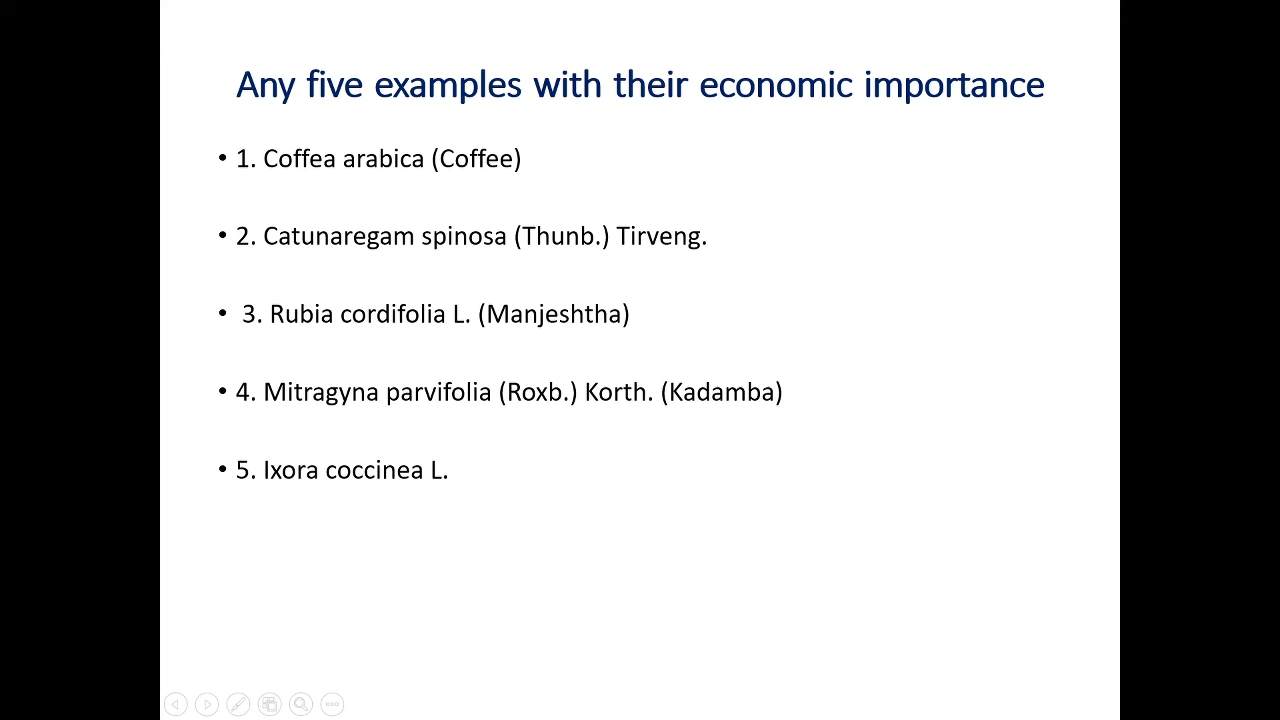 Any five examples with their economic importance
• 1. Coffea arabica (Coffee)
• 2. Catunaregam spinosa (Thunb.) Tirveng.
• 3. Rubia cordifolia L. (Manjeshtha)
• 4. Mitragyna parvifolia (Roxb.) Korth. (Kadamba)
• 5. Ixora coccinea L.